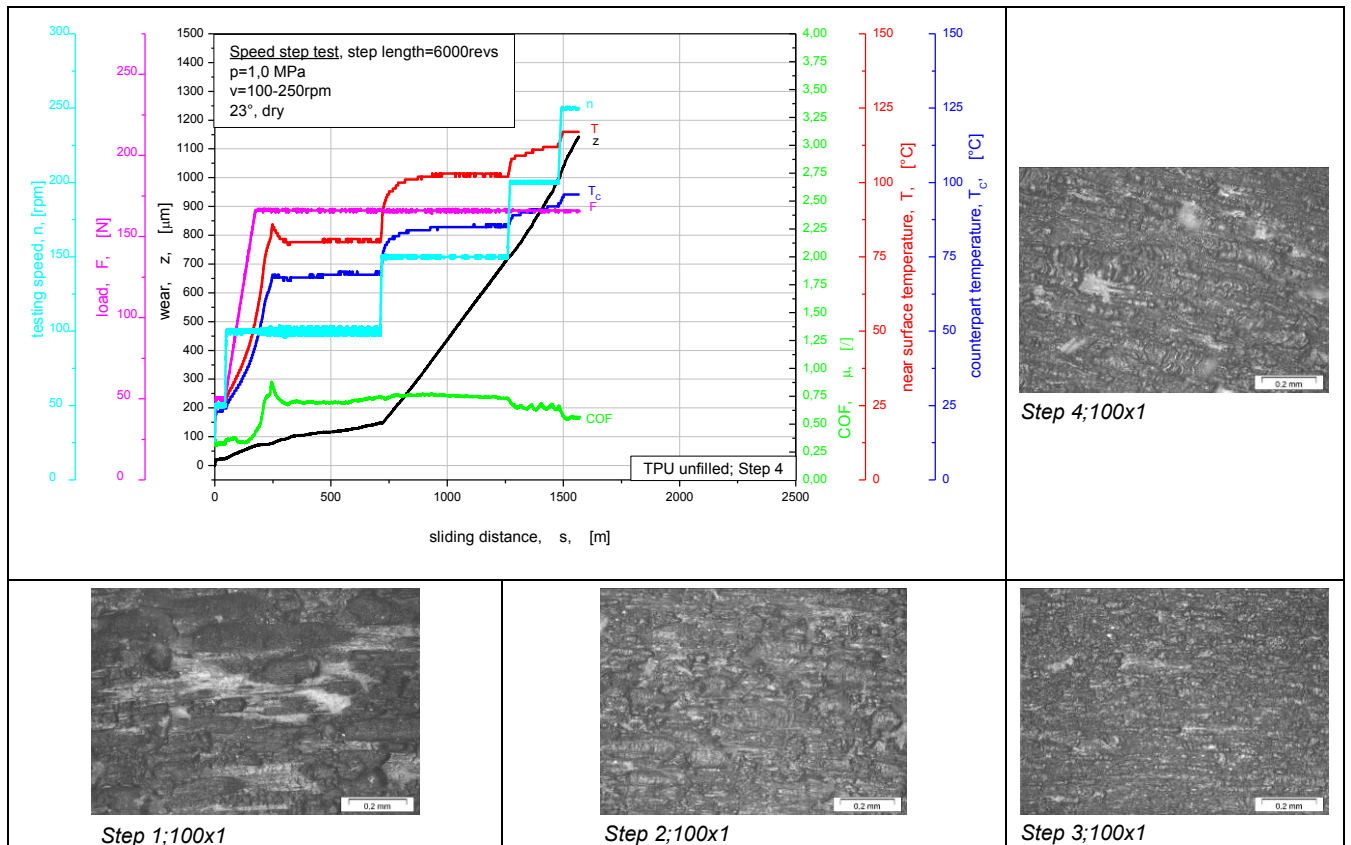 Speed step test, step length=6000revs
p=1,0 MPa
v=100-250rpm
23°, dry
testing speed, n, [rpm]
300
250
200
150
100
50
0
load, F, [N]
250
200
150
100
50
0
wear, z, [µm]
1500
1400
1300
1200
1100
1000
900
800
700
600
500
400
300
200
100
0
n
T
z
Tc
F
COF
TPU unfilled; Step 4
0
500
1000
1500
2000
2500
sliding distance, s, [m]
4,00
3,75
3,50
3,25
3,00
2,75
2,50
2,25
2,00
1,75
1,50
1,25
1,00
0,75
0,50
0,25
0,00
COF, µ, [/]
150
125
100
75
50
25
0
near surface temperature, T, [°C]
150
125
100
75
50
25
0
counterpart temperature, Tc, [°C]
0.2 mm
Step 4;100x1
0.2 mm
Step 1;100x1
0.2 mm
Step 2;100x1
0.2 mm
Step 3;100x1